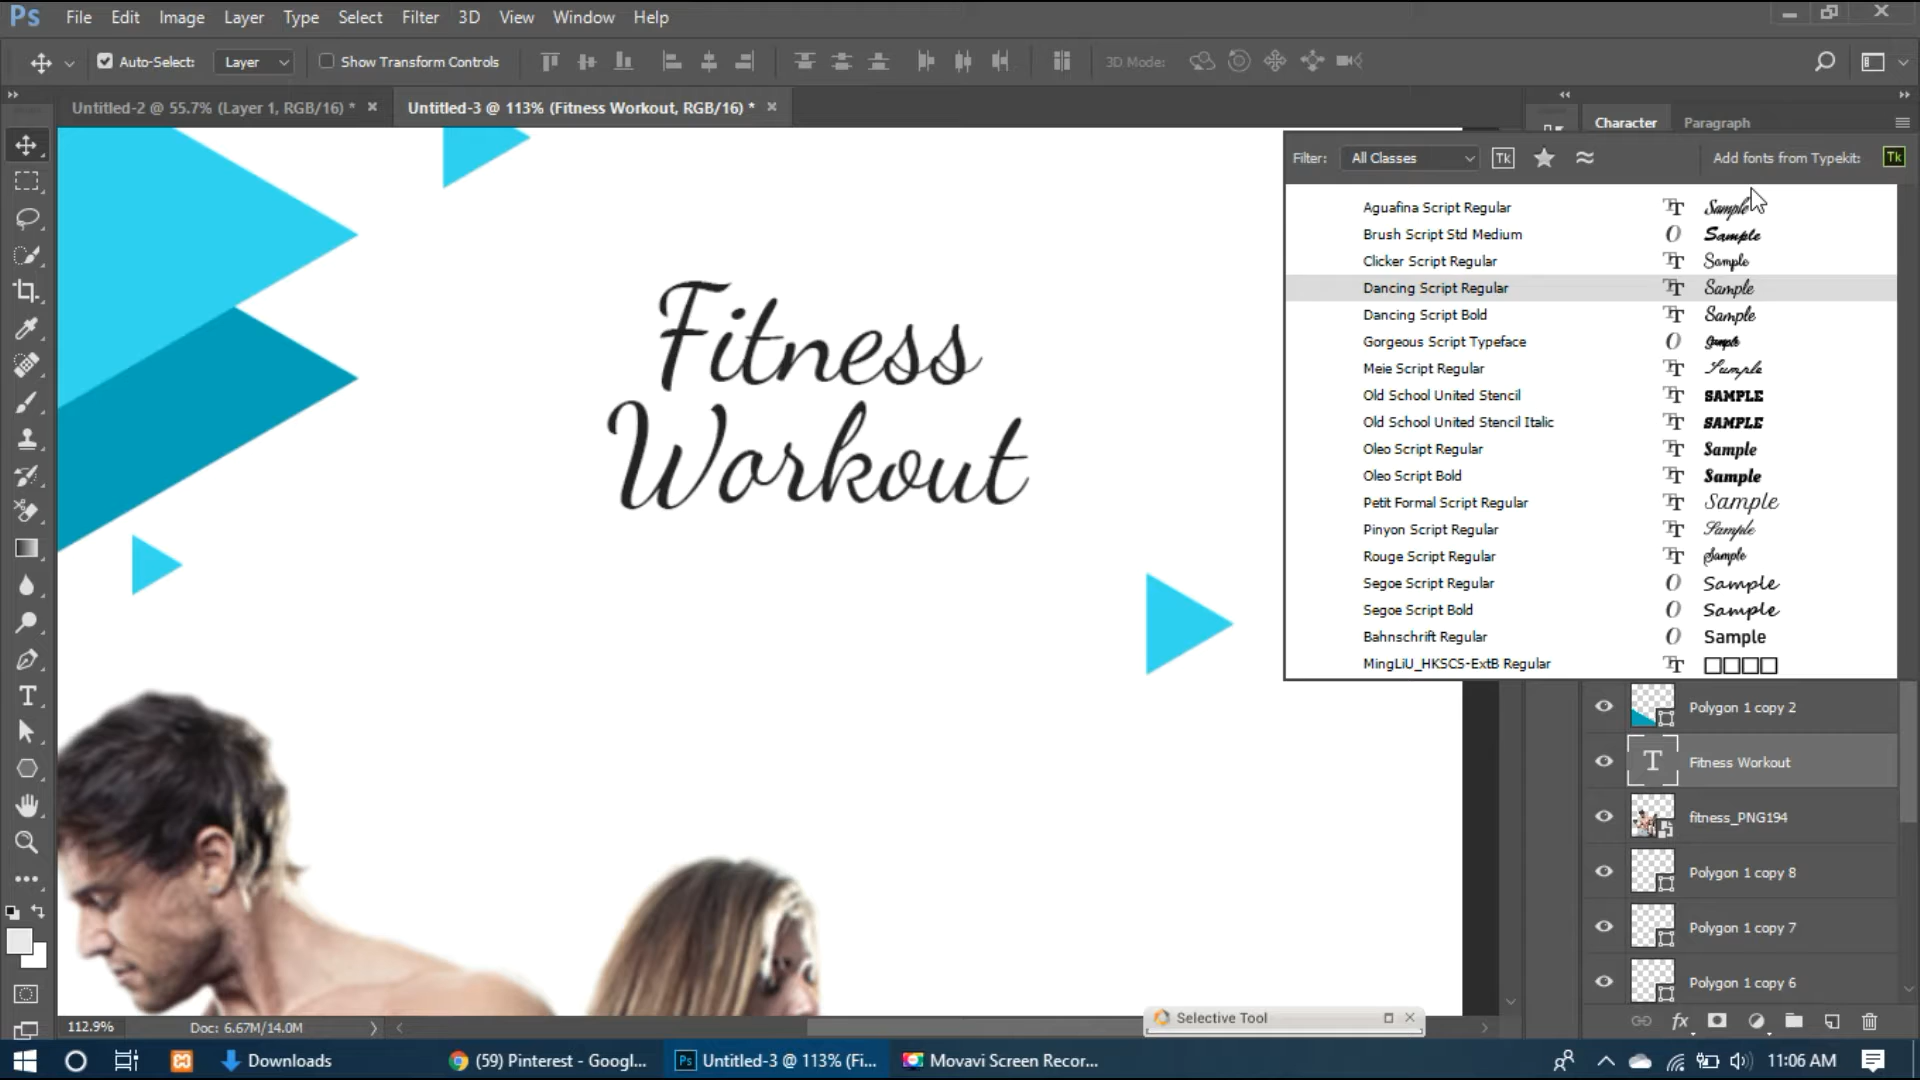 Ps File Edit Image Layer Type Select Filter 3D View Window Help
Auto-Select: Layer Show Transform Controls 3D Mode:
Untitled-2 @ 55.7% (Layer 1, RGB/16) * × Untitled-3 @ 113% (Fitness Workout, RGB/16) * ×
Character Paragraph
Filter: All Classes Tk Add fonts from Typekit: Tk
Aguafina Script Regular Sample
Brush Script Std Medium Sample
Clicker Script Regular Sample
Dancing Script Regular Sample
Dancing Script Bold Sample
Gorgeous Script Typeface Sample
Meie Script Regular Sample
Old School United Stencil SAMPLE
Old School United Stencil Italic SAMPLE
Oleo Script Regular Sample
Oleo Script Bold Sample
Petit Formal Script Regular Sample
Pinyon Script Regular Sample
Rouge Script Regular Sample
Segoe Script Regular Sample
Segoe Script Bold Sample
Bahnschrift Regular Sample
MingLiU_HKSCS-ExtB Regular
Fitness
Workout
Polygon 1 copy 2
T Fitness Workout
fitness_PNG194
Polygon 1 copy 8
Polygon 1 copy 7
Polygon 1 copy 6
Selective Tool
112.9% Doc: 6.67M/14.0M
fx
Downloads (59) Pinterest - Googl... Ps Untitled-3 @ 113% (Fi... Movavi Screen Recor... 11:06 AM